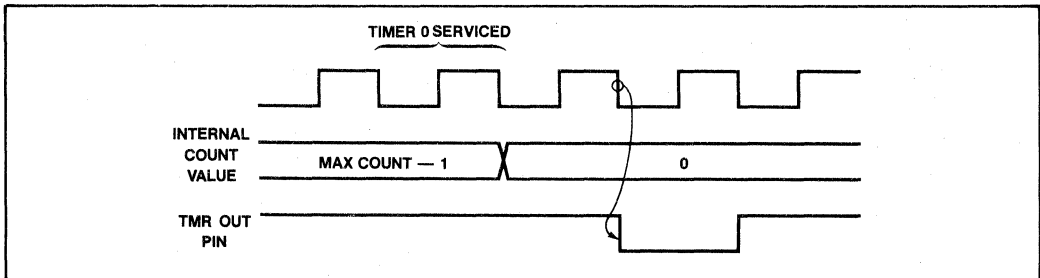 TIMER 0 SERVICED
INTERNAL
COUNT
VALUE
MAX COUNT — 1
0
TMR OUT
PIN